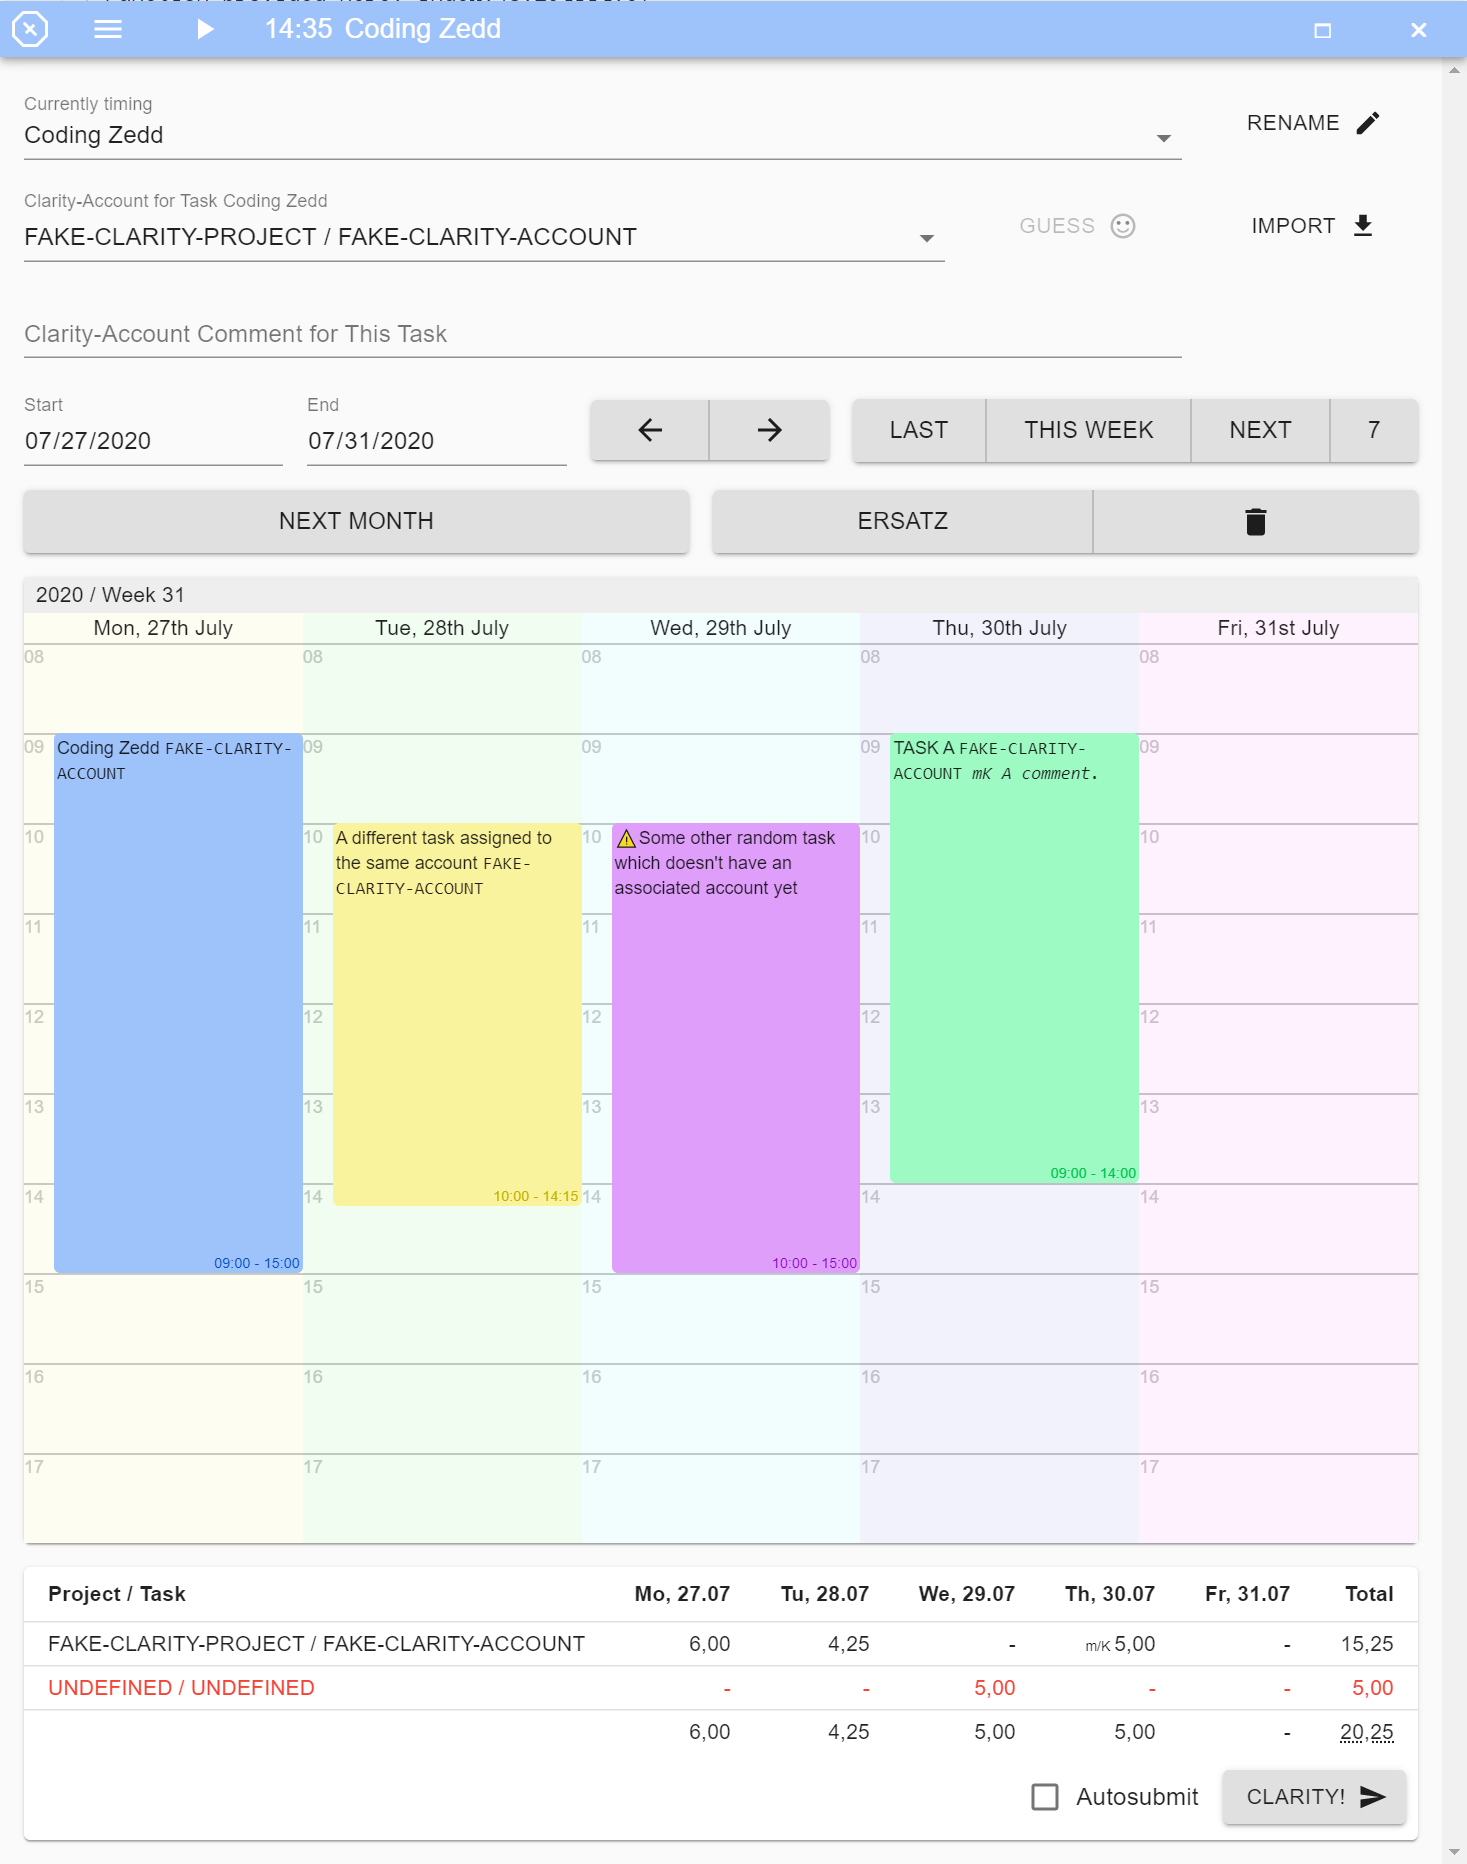 14:35 Coding Zedd
Currently timing
Coding Zedd
RENAME
Clarity-Account for Task Coding Zedd
FAKE-CLARITY-PROJECT / FAKE-CLARITY-ACCOUNT
GUESS
IMPORT
Clarity-Account Comment for This Task
Start
End
07/27/2020
07/31/2020
LAST
THIS WEEK
NEXT
7
NEXT MONTH
ERSATZ
2020 / Week 31
Mon, 27th July
Tue, 28th July
Wed, 29th July
Thu, 30th July
Fri, 31st July
08 08 08 08 08
09 09 09 09 09
Coding Zedd FAKE-CLARITY-
ACCOUNT
TASK A FAKE-CLARITY-
ACCOUNT mK A comment.
10 10 10 10
A different task assigned to
the same account FAKE-
CLARITY-ACCOUNT
⚠Some other random task
which doesn't have an
associated account yet
11 11 11 11
12 12 12 12 12
13 13 13 13
09:00 - 14:00
14 14 14 14
10:00 - 14:15
09:00 - 15:00
10:00 - 15:00
15 15 15 15 15
16 16 16 16 16
17 17 17 17 17
Project / Task Mo, 27.07 Tu, 28.07 We, 29.07 Th, 30.07 Fr, 31.07 Total
FAKE-CLARITY-PROJECT / FAKE-CLARITY-ACCOUNT 6,00 4,25 - m/K 5,00 - 15,25
UNDEFINED / UNDEFINED - - 5,00 - - 5,00
6,00 4,25 5,00 5,00 - 20,25
Autosubmit
CLARITY!